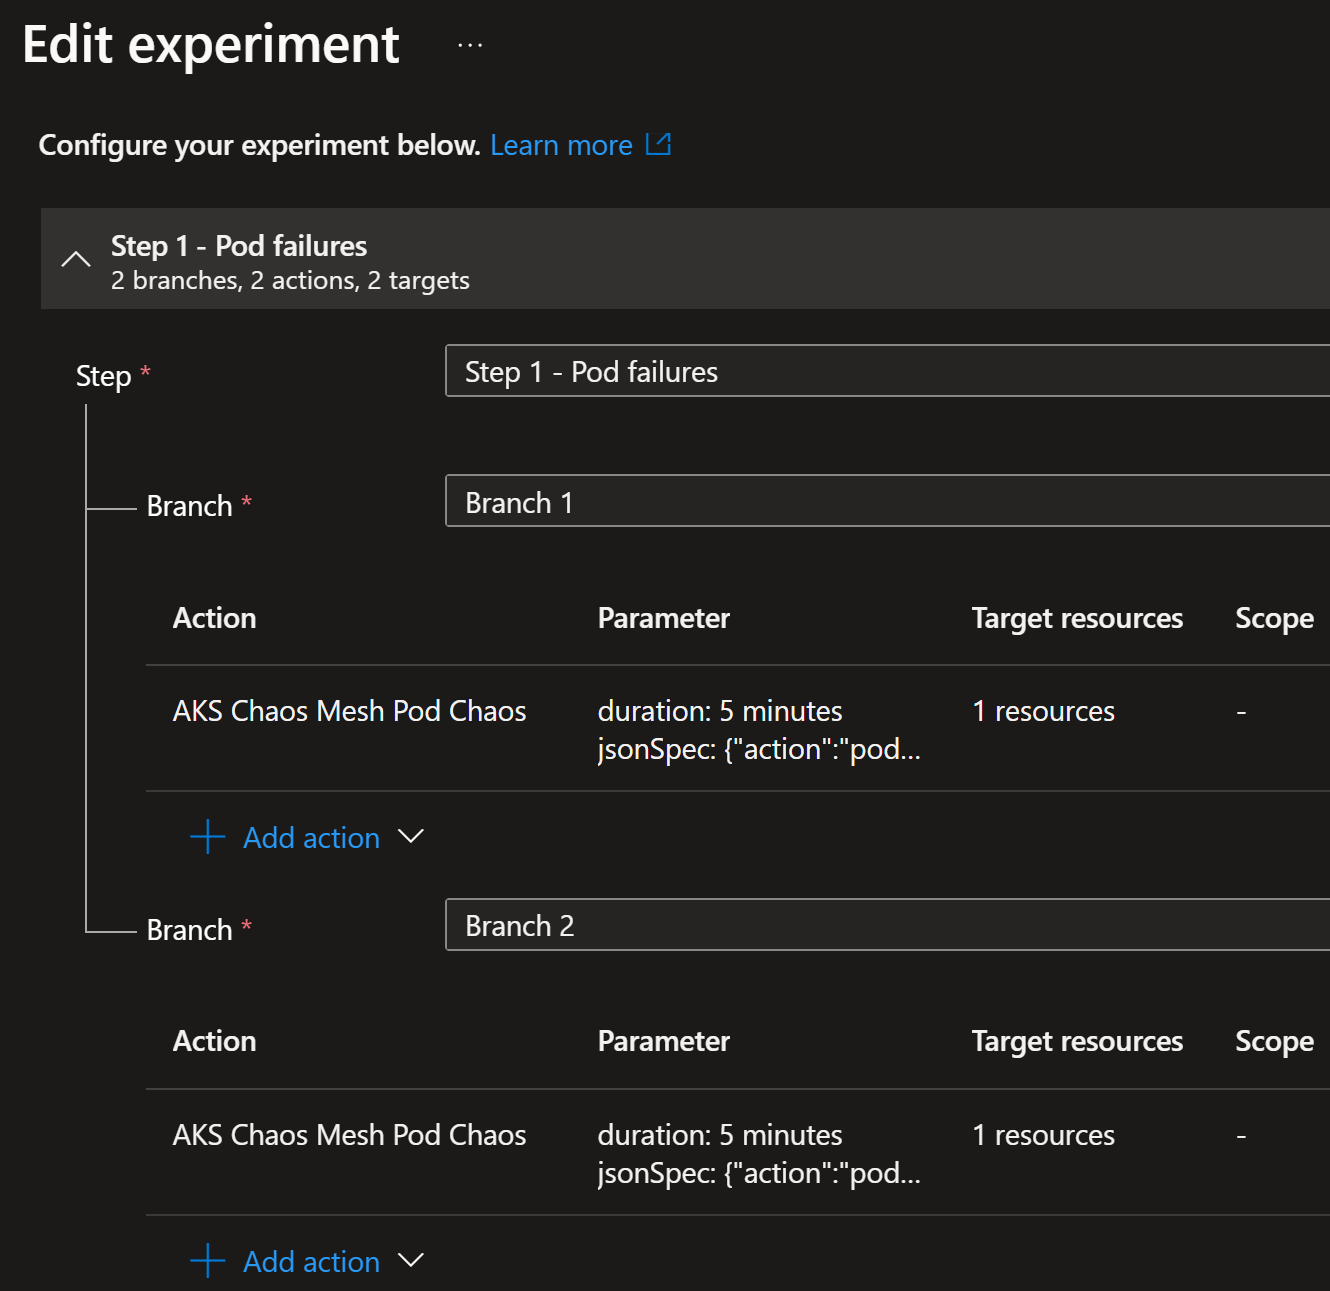 Edit experiment ...
Configure your experiment below. Learn more
Step 1 - Pod failures
2 branches, 2 actions, 2 targets
Step * Step 1 - Pod failures
Branch * Branch 1
Action Parameter Target resources Scope
AKS Chaos Mesh Pod Chaos duration: 5 minutes 1 resources -
jsonSpec: {"action":"pod...
Add action
Branch * Branch 2
Action Parameter Target resources Scope
AKS Chaos Mesh Pod Chaos duration: 5 minutes 1 resources -
jsonSpec: {"action":"pod...
Add action